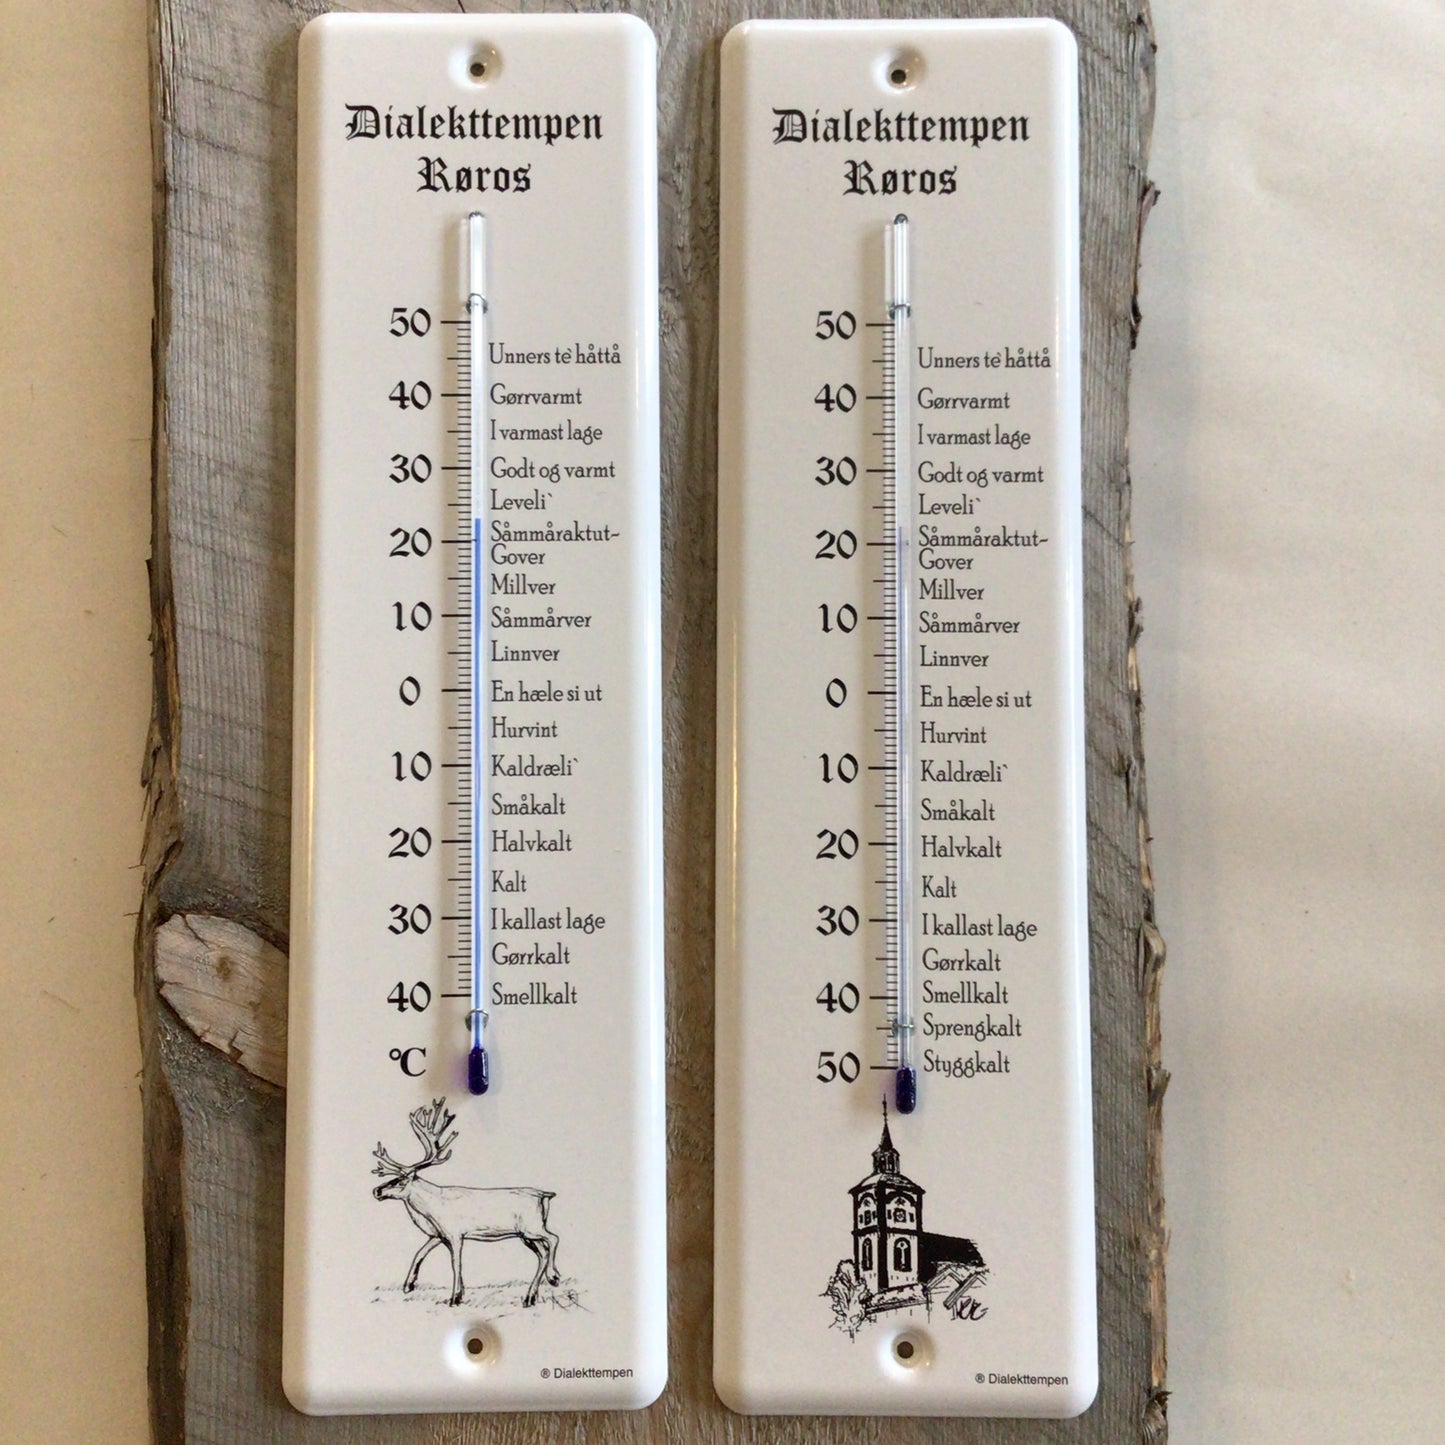 Dialekttempen
Røros
50
Unners te` håttå
40 Gørrvarmt
I varmast lage
30 Godt og varmt
Leveli`
20 Såmmåraktut-
Gover
Millver
10 Såmmårver
Linnver
0 En hæle si ut
Hurvint
10 Kaldræli`
Småkalt
20 Halvkalt
Kalt
30 I kallast lage
Gørrkalt
40 Smellkalt
°C
® Dialekttempen
Dialekttempen
Røros
50
Unners te` håttå
40 Gørrvarmt
I varmast lage
30 Godt og varmt
Leveli`
20 Såmmåraktut-
Gover
Millver
10 Såmmårver
Linnver
0 En hæle si ut
Hurvint
10 Kaldræli`
Småkalt
20 Halvkalt
Kalt
30 I kallast lage
Gørrkalt
40 Smellkalt
Sprengkalt
50 Styggkalt
® Dialekttempen